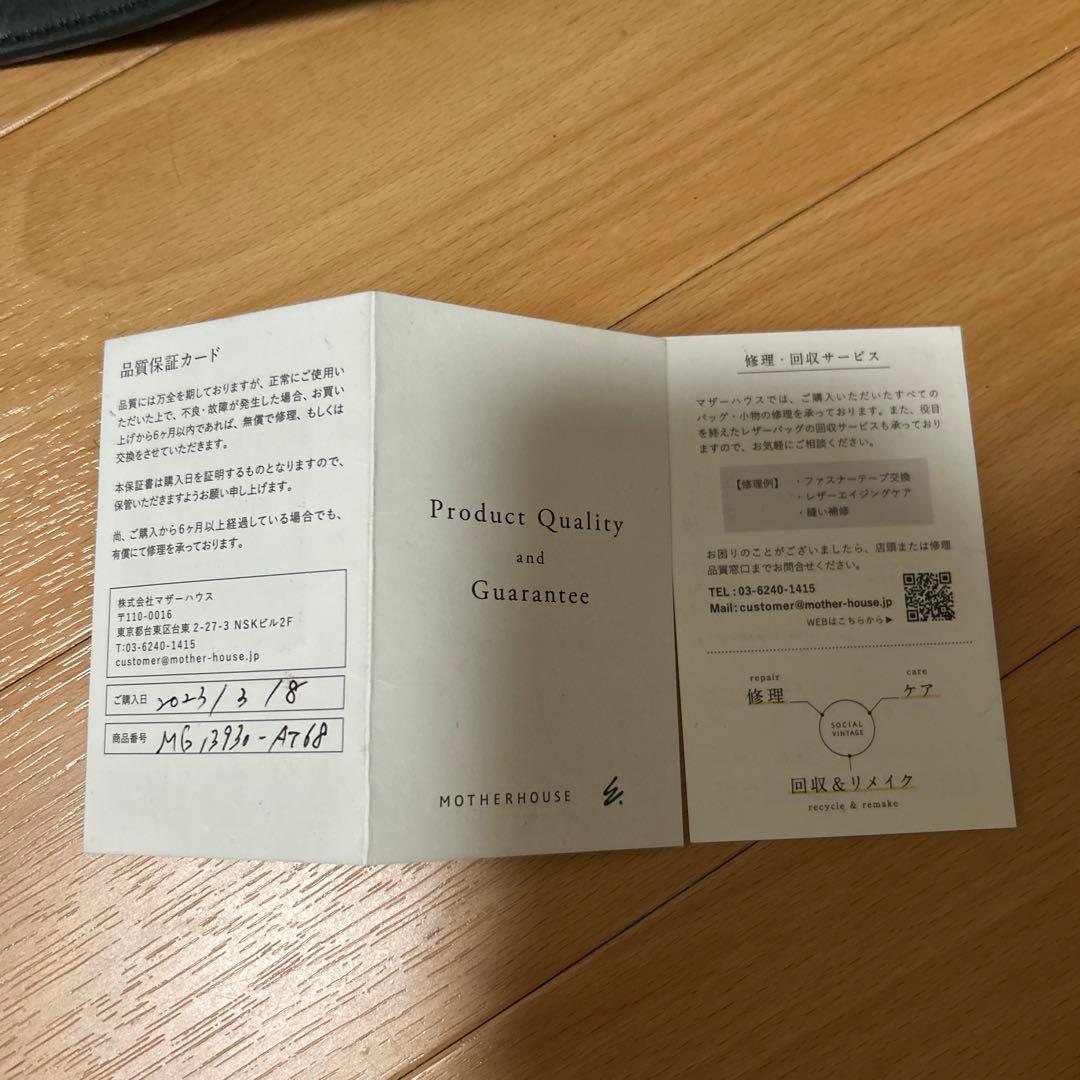 品質保証カード
品質には万全を期しておりますが、正常にご使用い
ただいた上で、不良・故障が発生した場合、お買い
上げから6ヶ月以内であれば、無償で修理、もしくは
交換をさせていただきます。
本保証書は購入日を証明するものとなりますので、
保管いただきますようお願い申し上げます。
尚、ご購入から6ヶ月以上経過している場合でも、
有償にて修理を承っております。
株式会社マザーハウス
〒110-0016
東京都台東区台東 2-27-3 NSKビル2F
T:03-6240-1415
customer@mother-house.jp
ご購入日 2023/3/8
商品番号 MG13930-AT68
Product Quality
and
Guarantee
MOTHERHOUSE
修理・回収サービス
マザーハウスでは、ご購入いただいたすべての
バッグ・小物の修理を承っております。また、役目
を終えたレザーバッグの回収サービスも承っており
ますので、お気軽にご相談ください。
【修理例】 ・ファスナーテープ交換
・レザーエイジングケア
・縫い補修
お困りのことがございましたら、店頭または修理
品質窓口までお問合せください。
TEL:03-6240-1415
Mail:customer@mother-house.jp
WEBはこちらから▶
repair
修理
care
ケア
SOCIAL
VINTAGE
回収&リメイク
recycle & remake